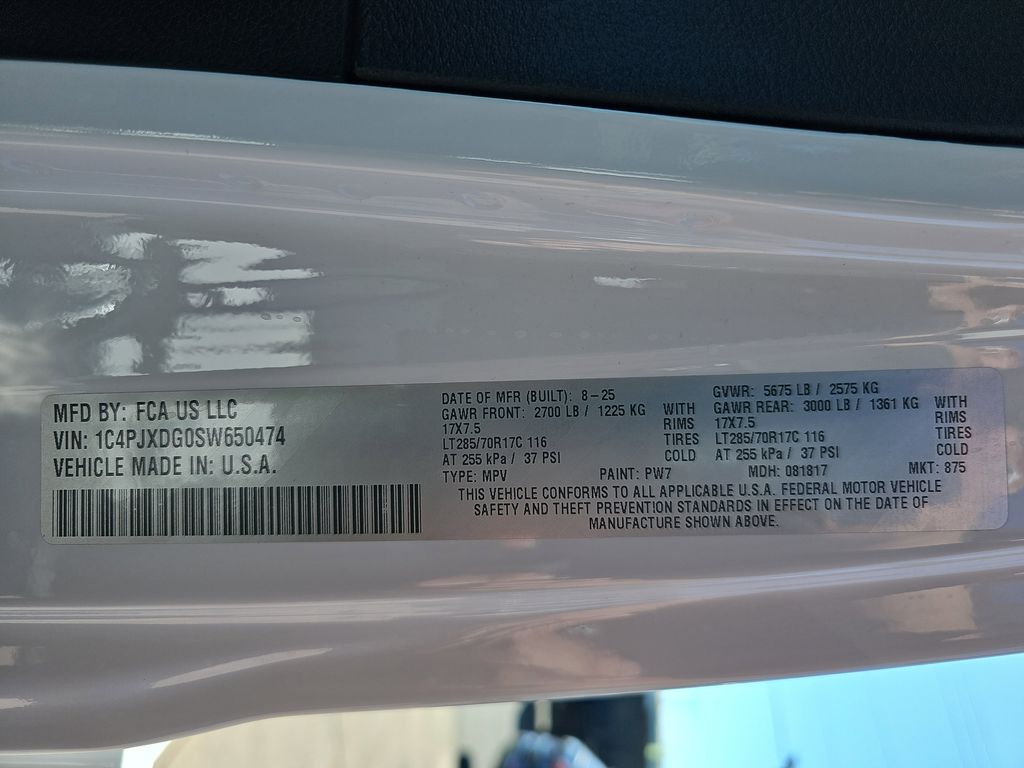 MFD BY: FCA US LLC
VIN: 1C4PJXDG0SW650474
VEHICLE MADE IN: U.S.A.
DATE OF MFR (BUILT): 8-25 GVWR: 5675 LB / 2575 KG
GAWR FRONT: 2700 LB / 1225 KG WITH GAWR REAR: 3000 LB / 1361 KG WITH
17X7.5 RIMS 17X7.5 RIMS
LT285/70R17C 116 TIRES LT285/70R17C 116 TIRES
AT 255 kPa / 37 PSI COLD AT 255 kPa / 37 PSI COLD
TYPE: MPV PAINT: PW7 MDH: 081817 MKT: 875
THIS VEHICLE CONFORMS TO ALL APPLICABLE U.S.A. FEDERAL MOTOR VEHICLE
SAFETY AND THEFT PREVENTION STANDARDS IN EFFECT ON THE DATE OF
MANUFACTURE SHOWN ABOVE.